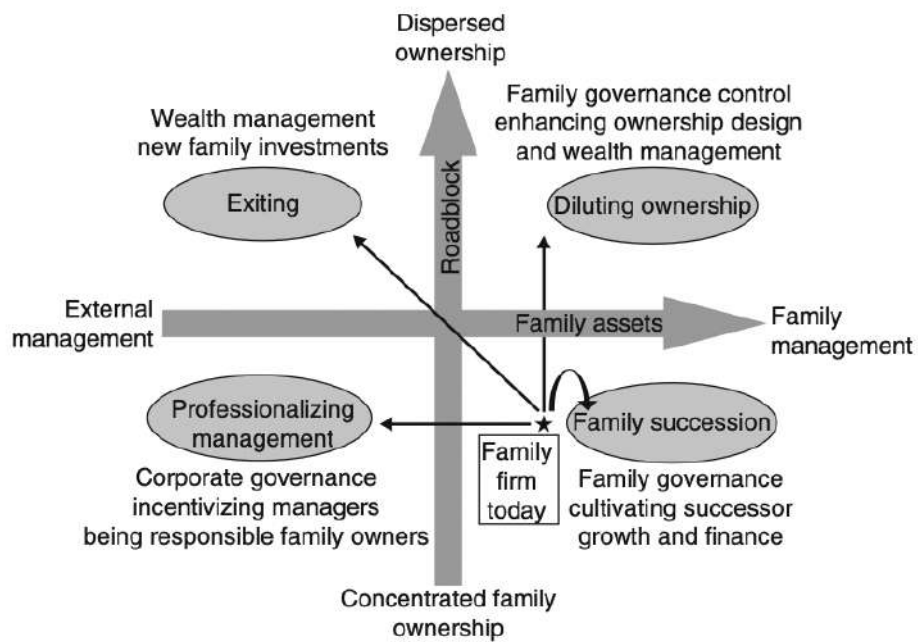 Dispersed
ownership
Wealth management
new family investments
Family governance control
enhancing ownership design
and wealth management
Exiting
Roadblock
Diluting ownership
External
management
Family assets
Family
management
Professionalizing
management
Family succession
Family
firm
today
Corporate governance
incentivizing managers
being responsible family owners
Family governance
cultivating successor
growth and finance
Concentrated family
ownership